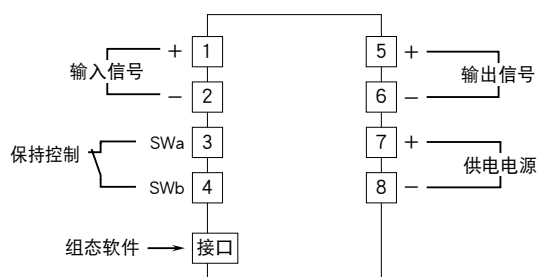 输入信号 + 1
− 2
5 + 输出信号
6 −
保持控制 SWa 3
SWb 4
7 + 供电电源
8 −
组态软件 接口